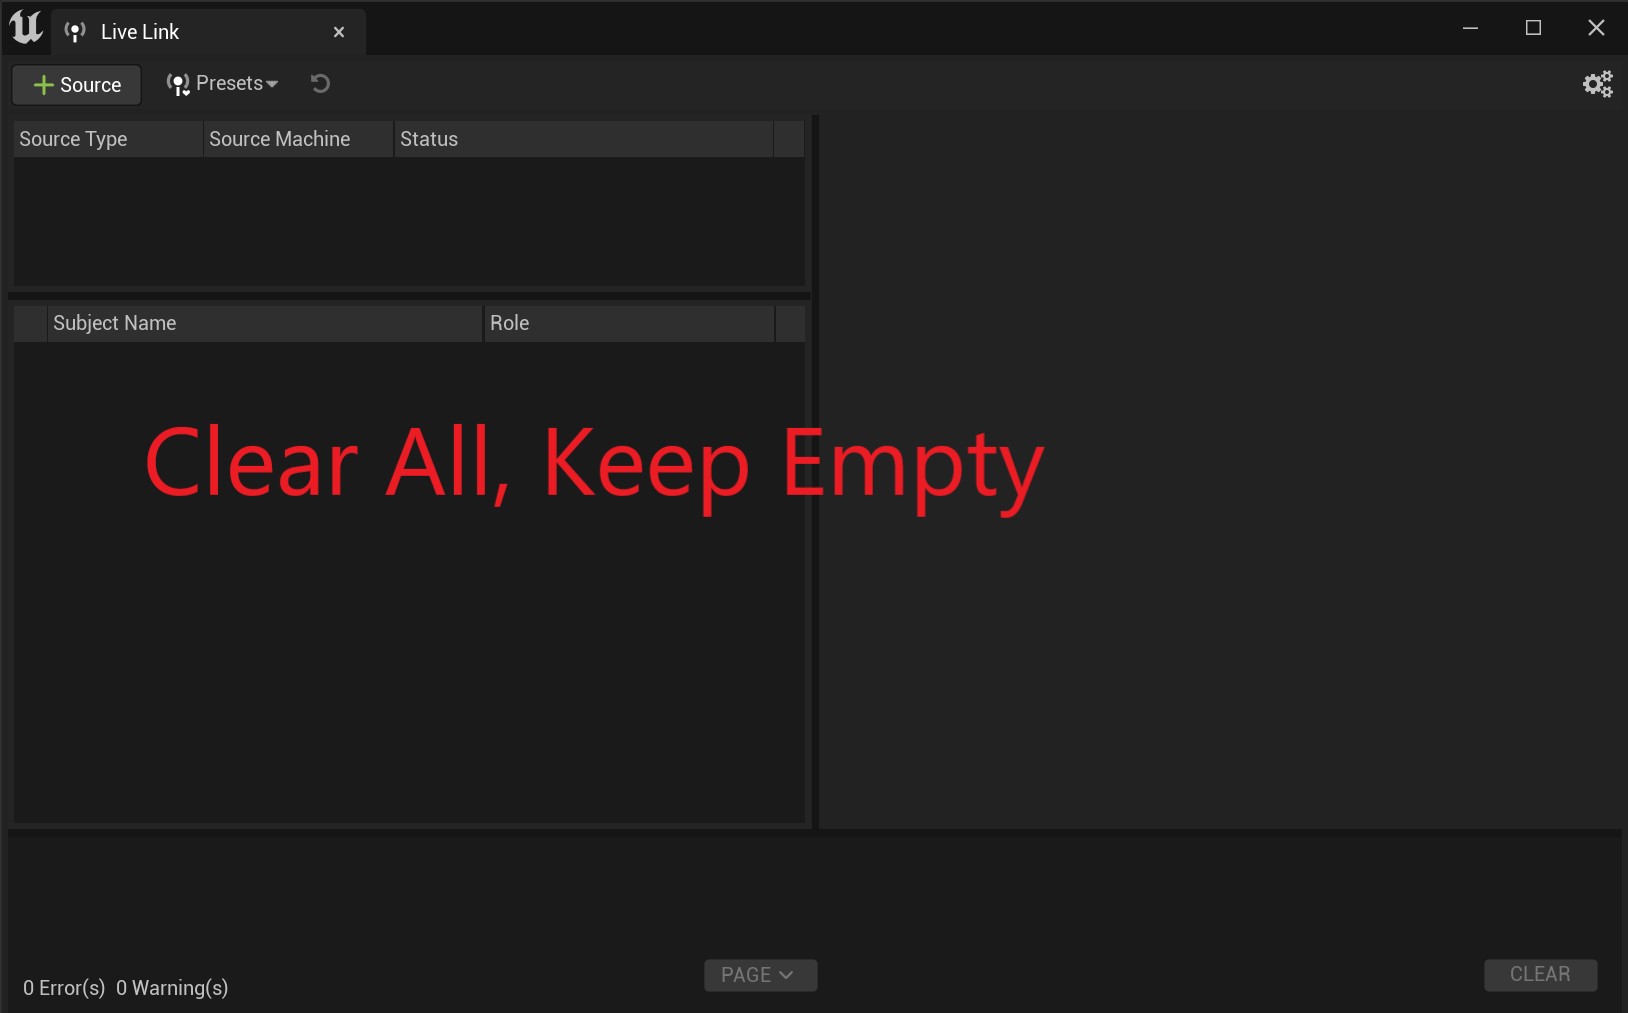 Live Link
Source
Presets
Source Type Source Machine Status
Subject Name Role
Clear All, Keep Empty
0 Error(s) 0 Warning(s)
PAGE
CLEAR